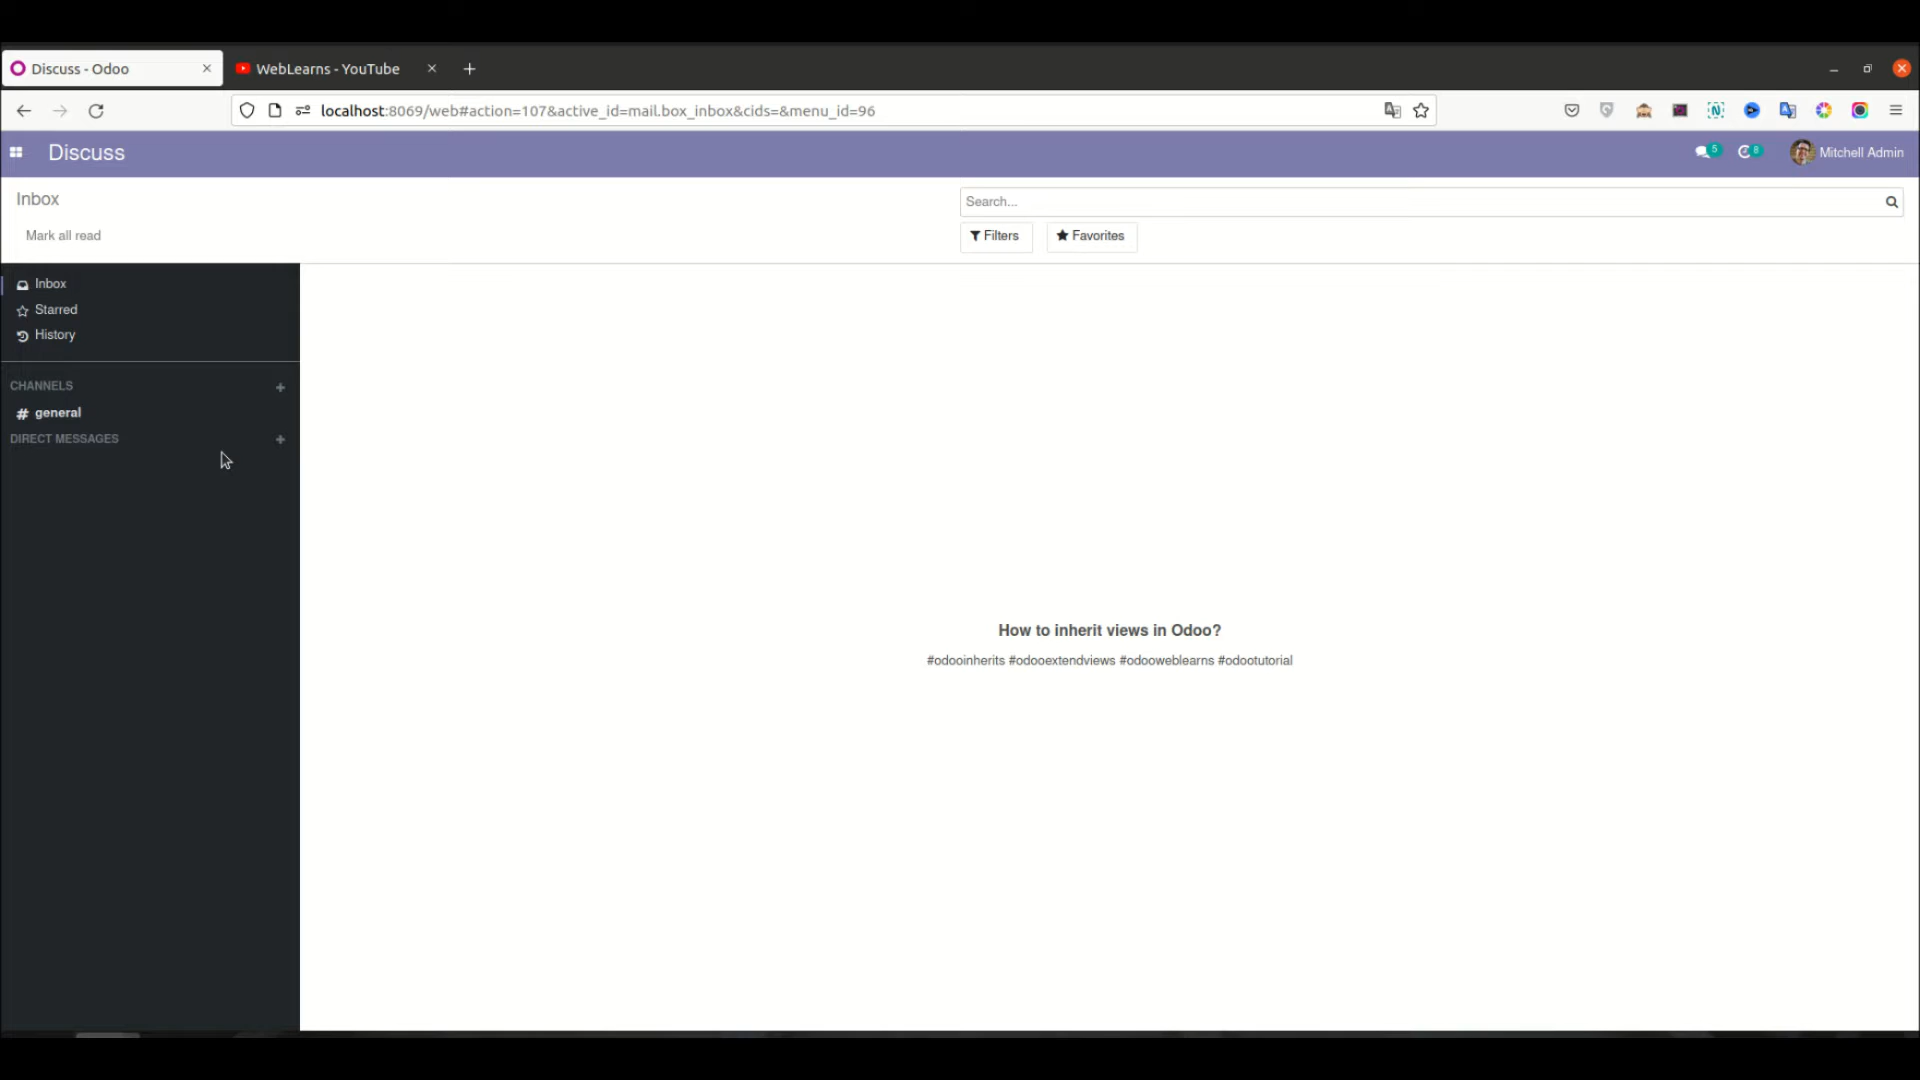 Discuss - Odoo
WebLearns - YouTube
localhost:8069/web#action=107&active_id=mail.box_inbox&cids=&menu_id=96
Discuss
5
8
Mitchell Admin
Inbox
Search...
Mark all read
Filters
Favorites
Inbox
Starred
History
CHANNELS
# general
DIRECT MESSAGES
How to inherit views in Odoo?
#odooinherits #odooextendviews #odooweblearns #odootutorial